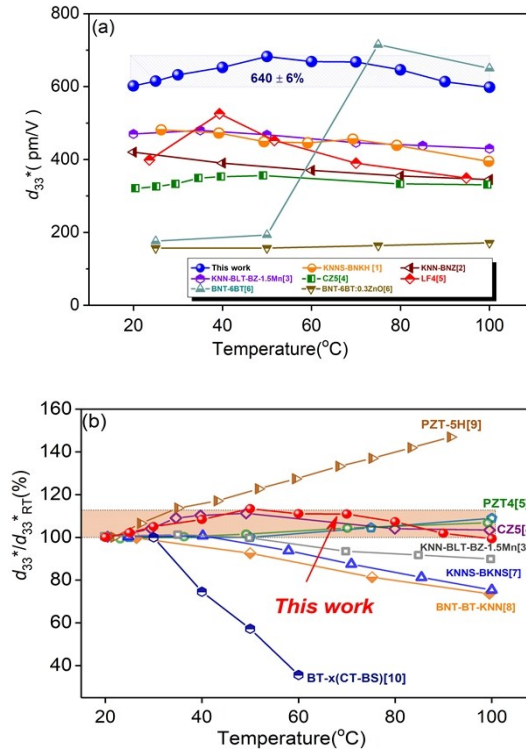 (a)
800
600
400
200
0
d33*( pm/V)
640 ± 6%
This work
KNNS-BNKH [1]
KNN-BNZ[2]
KNN-BLT-BZ-1.5Mn[3]
CZ5[4]
LF4[5]
BNT-6BT[6]
BNT-6BT:0.3ZnO[6]
20 40 60 80 100
Temperature(°C)
(b)
160
140
120
100
80
60
40
d33*/d33*RT(%)
PZT-5H[9]
PZT4[5]
CZ5[
KNN-BLT-BZ-1.5Mn[3
KNNS-BKNS[7]
This work
BNT-BT-KNN[8]
BT-x(CT-BS)[10]
20 40 60 80 100
Temperature(°C)